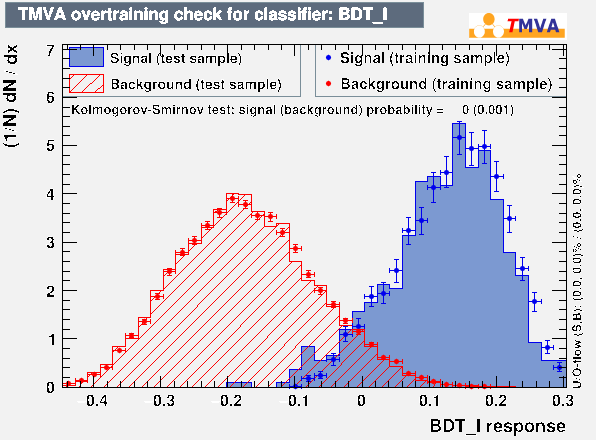 TMVA overtraining check for classifier: BDT_I
TMVA
Signal (test sample)
Background (test sample)
Signal (training sample)
Background (training sample)
Kolmogorov-Smirnov test: signal (background) probability = 0 (0.001)
(1/N) dN / dx
7
6
5
4
3
2
1
0
-0.4 -0.3 -0.2 -0.1 0 0.1 0.2 0.3
BDT_I response
U/O-flow (S,B): (0.0, 0.0)% / (0.0, 0.0)%